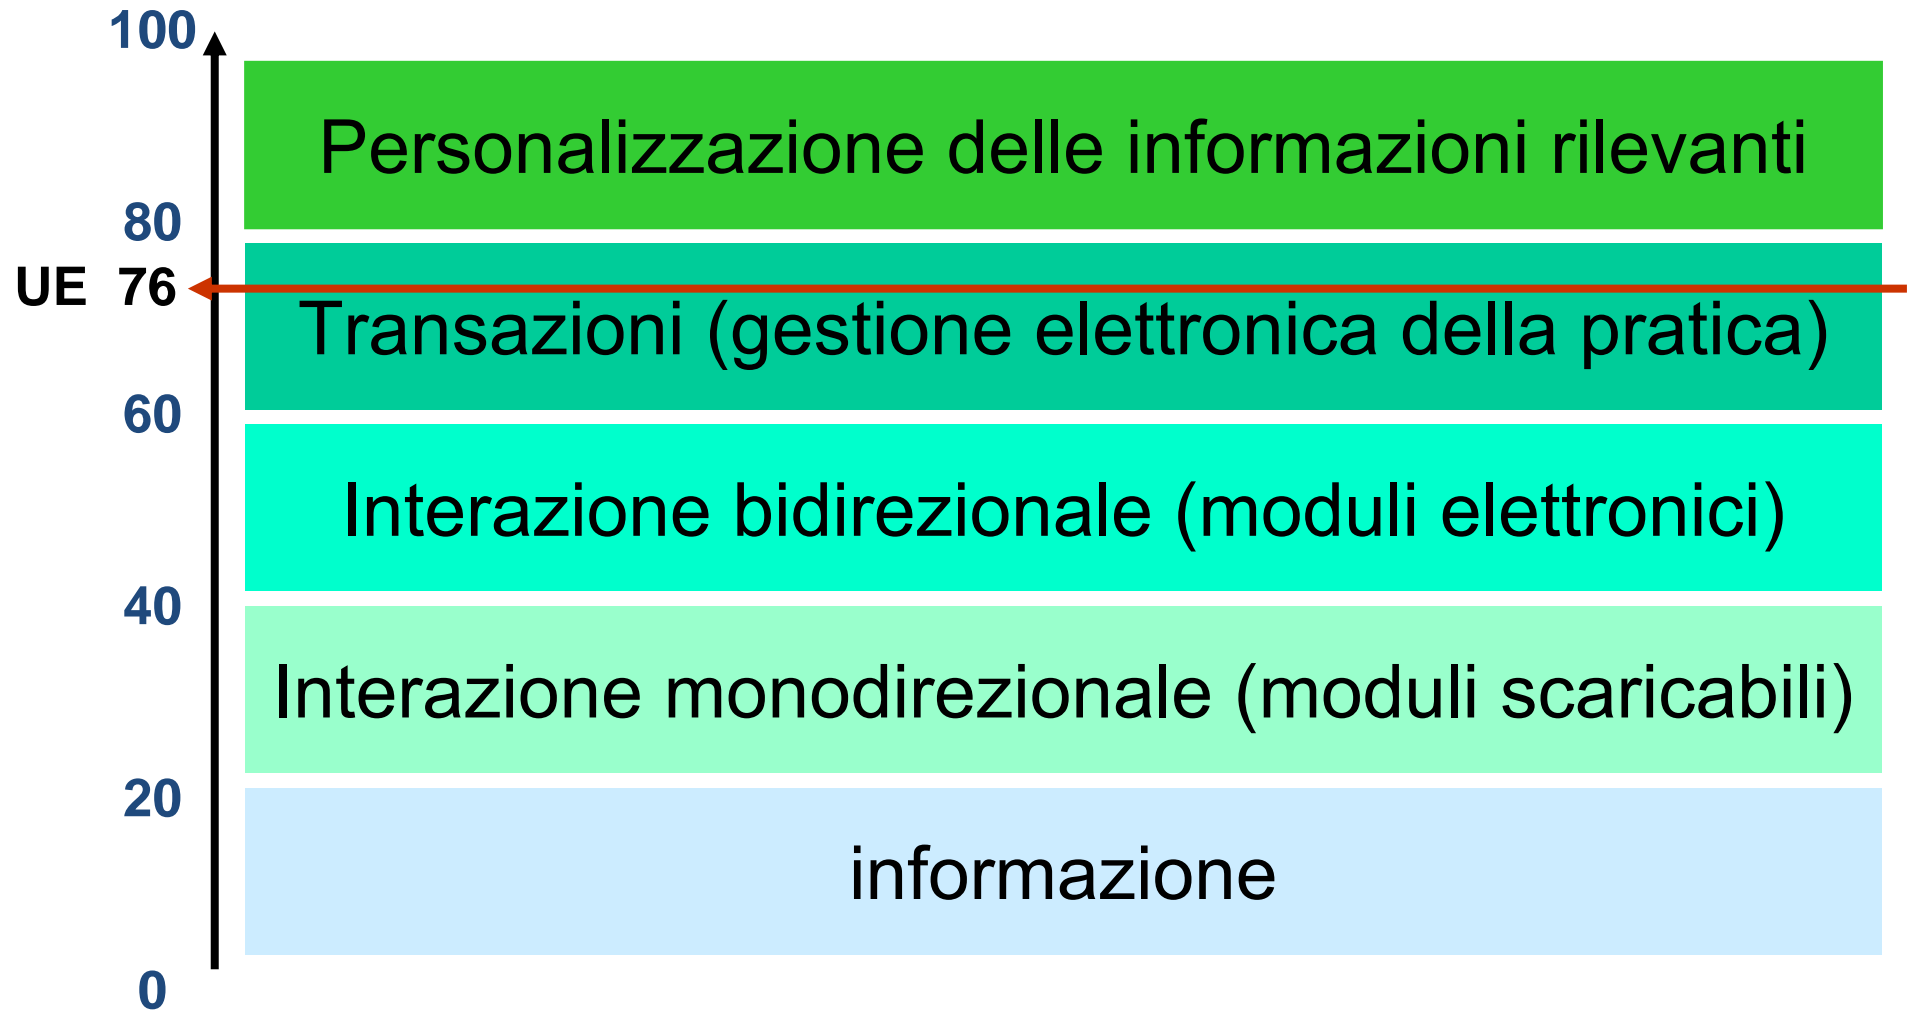 100
Personalizzazione delle informazioni rilevanti
80
UE 76
Transazioni (gestione elettronica della pratica)
60
Interazione bidirezionale (moduli elettronici)
40
Interazione monodirezionale (moduli scaricabili)
20
informazione
0